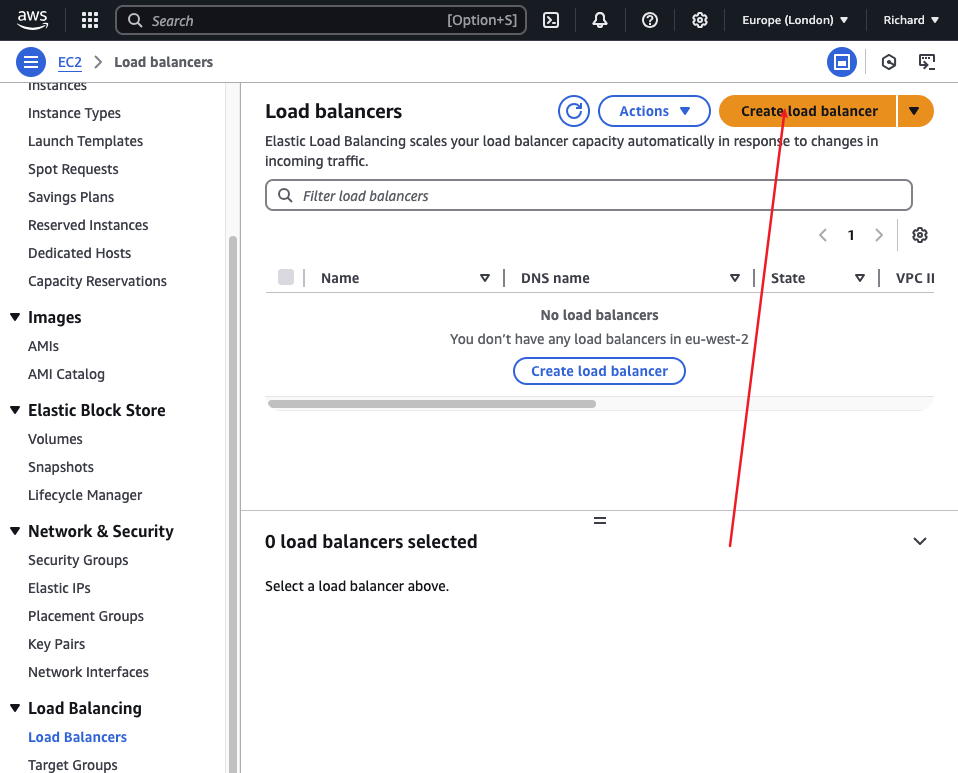 aws
Search [Option+S]
Europe (London) ▼
Richard ▼
EC2 > Load balancers
Instances
Instance Types
Launch Templates
Spot Requests
Savings Plans
Reserved Instances
Dedicated Hosts
Capacity Reservations
Images
AMIs
AMI Catalog
Elastic Block Store
Volumes
Snapshots
Lifecycle Manager
Network & Security
Security Groups
Elastic IPs
Placement Groups
Key Pairs
Network Interfaces
Load Balancing
Load Balancers
Target Groups
Load balancers
Actions
Create load balancer
Elastic Load Balancing scales your load balancer capacity automatically in response to changes in
incoming traffic.
Filter load balancers
1
Name DNS name State VPC
No load balancers
You don't have any load balancers in eu-west-2
Create load balancer
0 load balancers selected
Select a load balancer above.